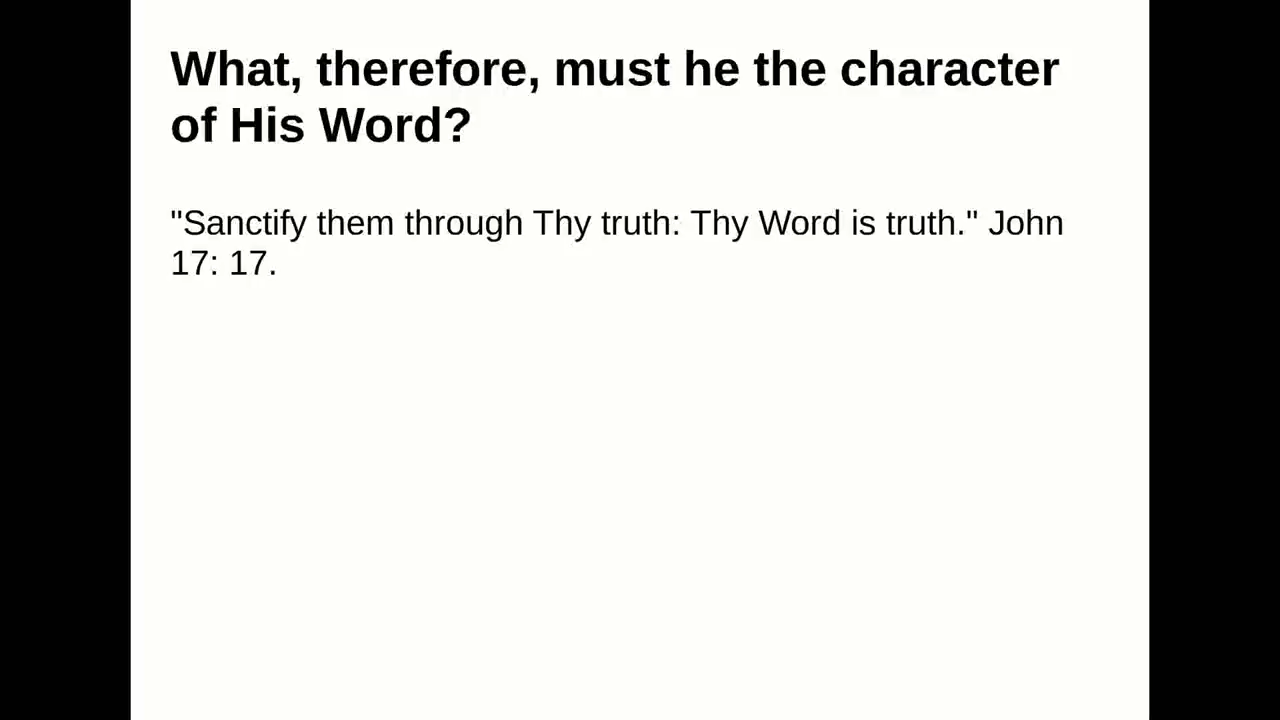 What, therefore, must he the character
of His Word?
"Sanctify them through Thy truth: Thy Word is truth." John
17: 17.